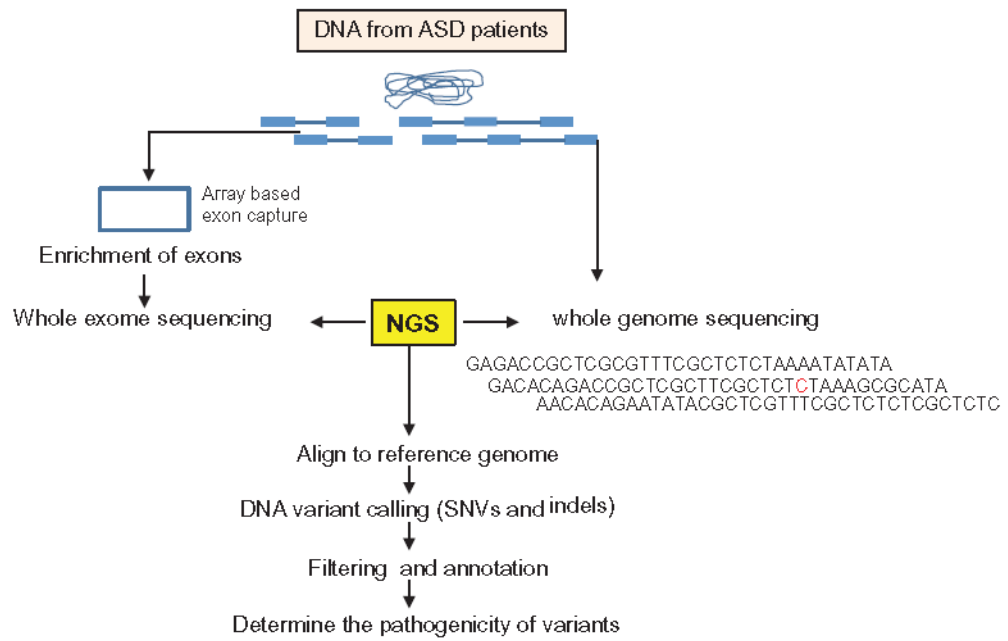 DNA from ASD patients
Array based
exon capture
Enrichment of exons
Whole exome sequencing
NGS
whole genome sequencing
GAGACCGCTCGCGTTTCGCTCTCTAAAATATATA
GACACAGACCGCTCGCTTCGCTCTCTAAAGCGCATA
AACACAGAATATACGCTCGTTTCGCTCTCTCGCTCTC
Align to reference genome
DNA variant calling (SNVs and indels)
Filtering and annotation
Determine the pathogenicity of variants